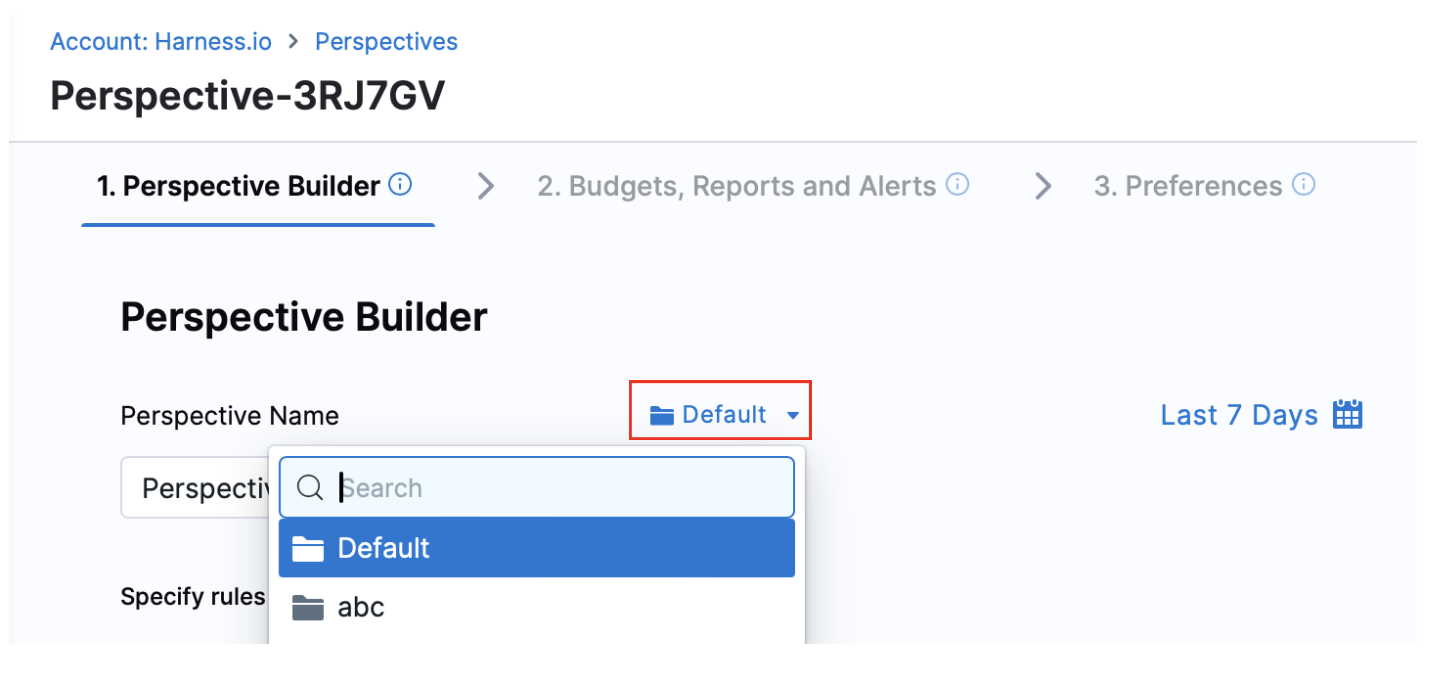 Account: Harness.io > Perspectives
Perspective-3RJ7GV
1. Perspective Builder > 2. Budgets, Reports and Alerts > 3. Preferences
Perspective Builder
Perspective Name Default Last 7 Days
Perspectiv Search
Default
Specify rules
abc